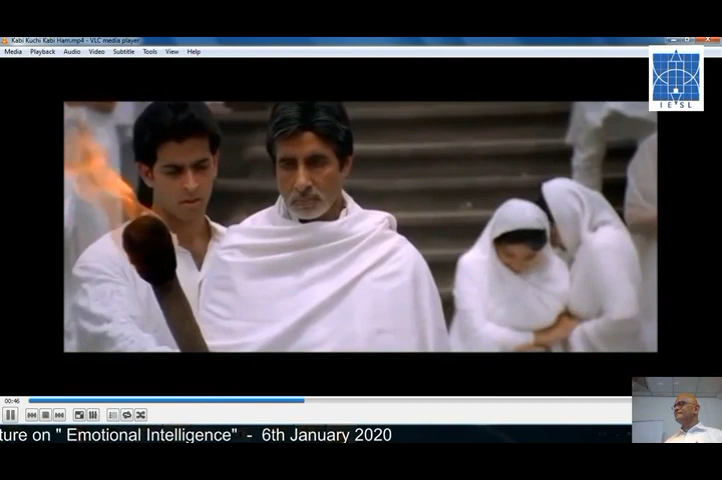 Kabi Kuchi Kabi Ham.mp4 - VLC media player
Media Playback Audio Video Subtitle Tools View Help
IESL
00:46
ture on " Emotional Intelligence" - 6th January 2020